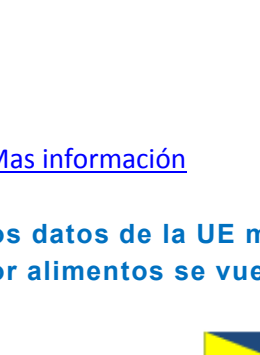 Mas información
os datos de la UE m
or alimentos se vue